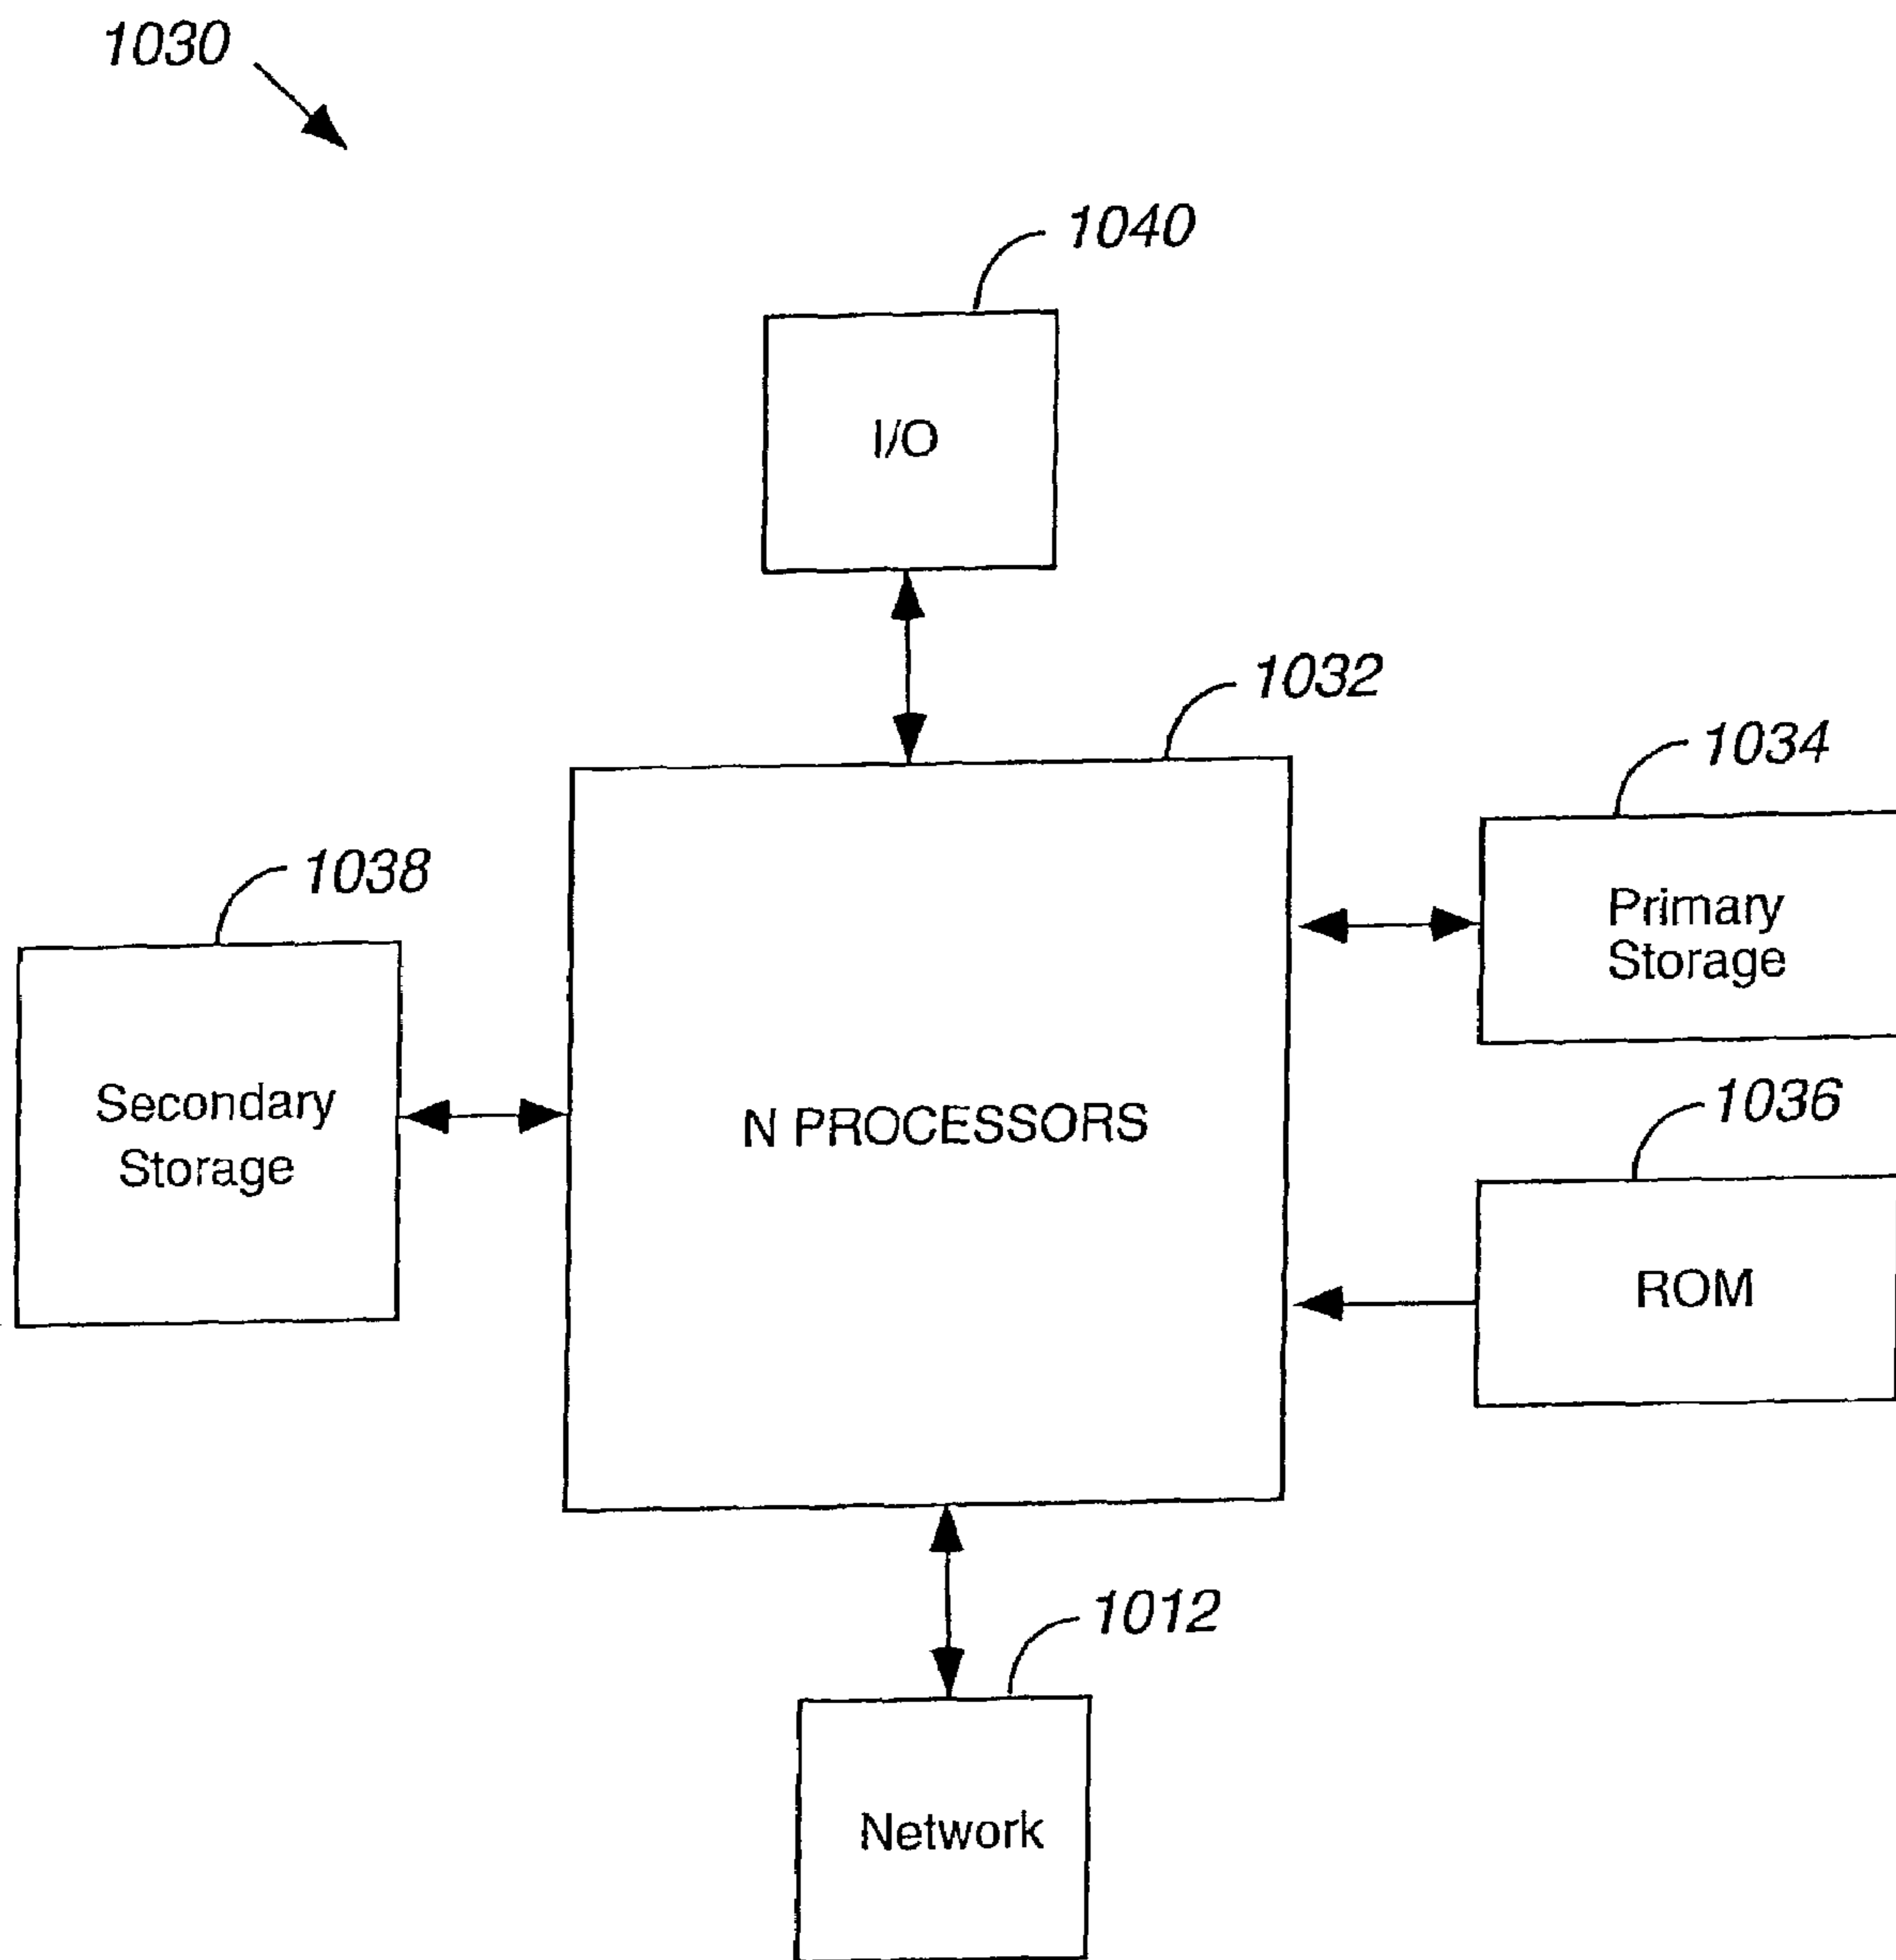 1030
1040
I/O
1032
1034
Primary
Storage
1038
Secondary
Storage
N PROCESSORS
1036
ROM
1012
Network